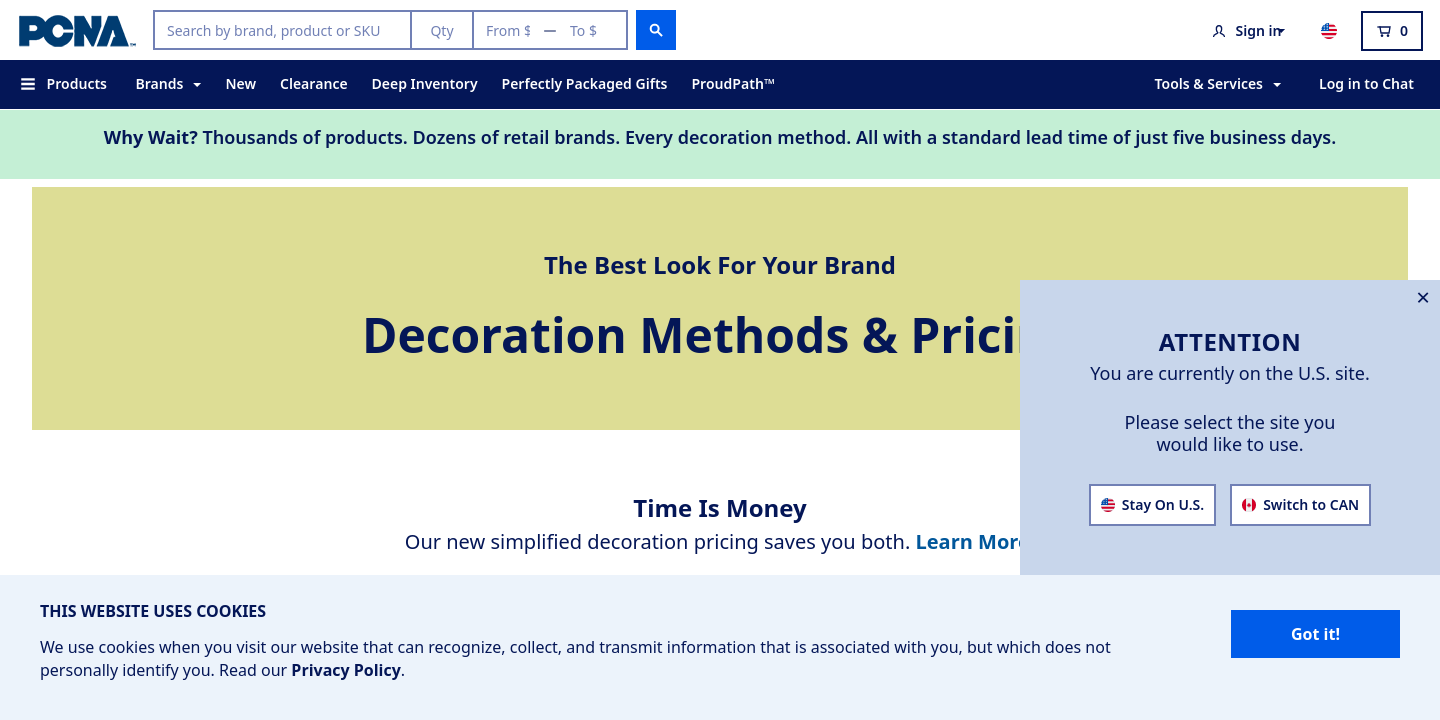 PCNA™
Search by brand, product or SKU
Qty
From $ — To $
Sign in
0
Products
Brands
New
Clearance
Deep Inventory
Perfectly Packaged Gifts
ProudPath™
Tools & Services
Log in to Chat
Why Wait? Thousands of products. Dozens of retail brands. Every decoration method. All with a standard lead time of just five business days.
The Best Look For Your Brand
Decoration Methods & Pricin
Time Is Money
Our new simplified decoration pricing saves you both. Learn More
ATTENTION
You are currently on the U.S. site.
Please select the site you
would like to use.
Stay On U.S.
Switch to CAN
THIS WEBSITE USES COOKIES
We use cookies when you visit our website that can recognize, collect, and transmit information that is associated with you, but which does not
personally identify you. Read our Privacy Policy.
Got it!